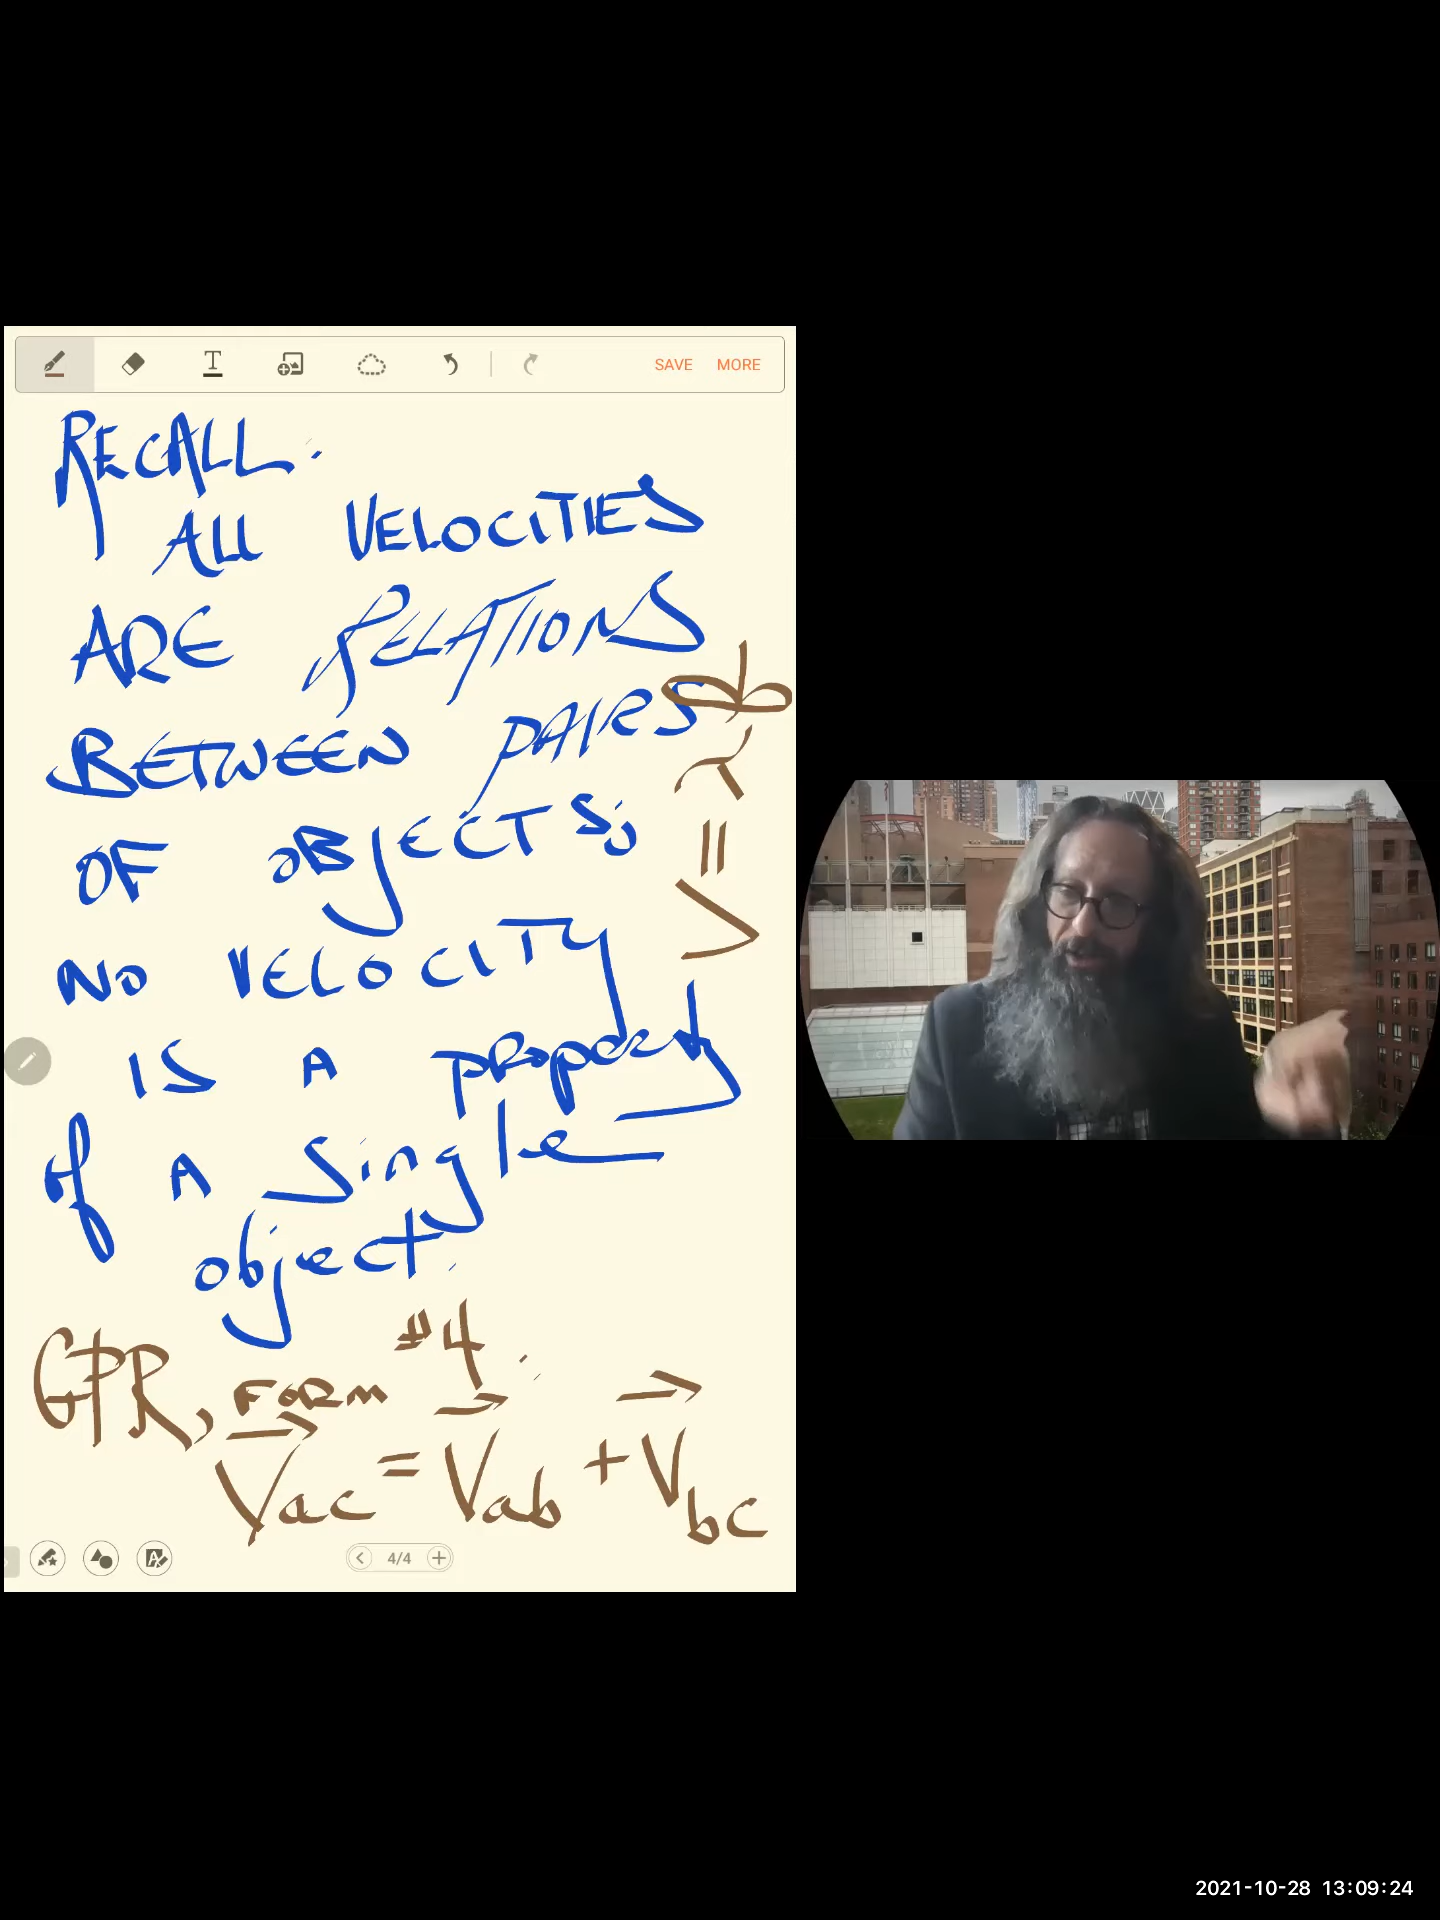 T
SAVE MORE
RECALL:
ALL VELOCITIES
ARE RELATIONS
BETWEEN PAIRS
OF OBJECTS;
NO VELOCITY
IS A property
of A Single
object.
GPR, FORM #4:
Vac = Vab + Vbc
4/4
2021-10-28 13:09:24